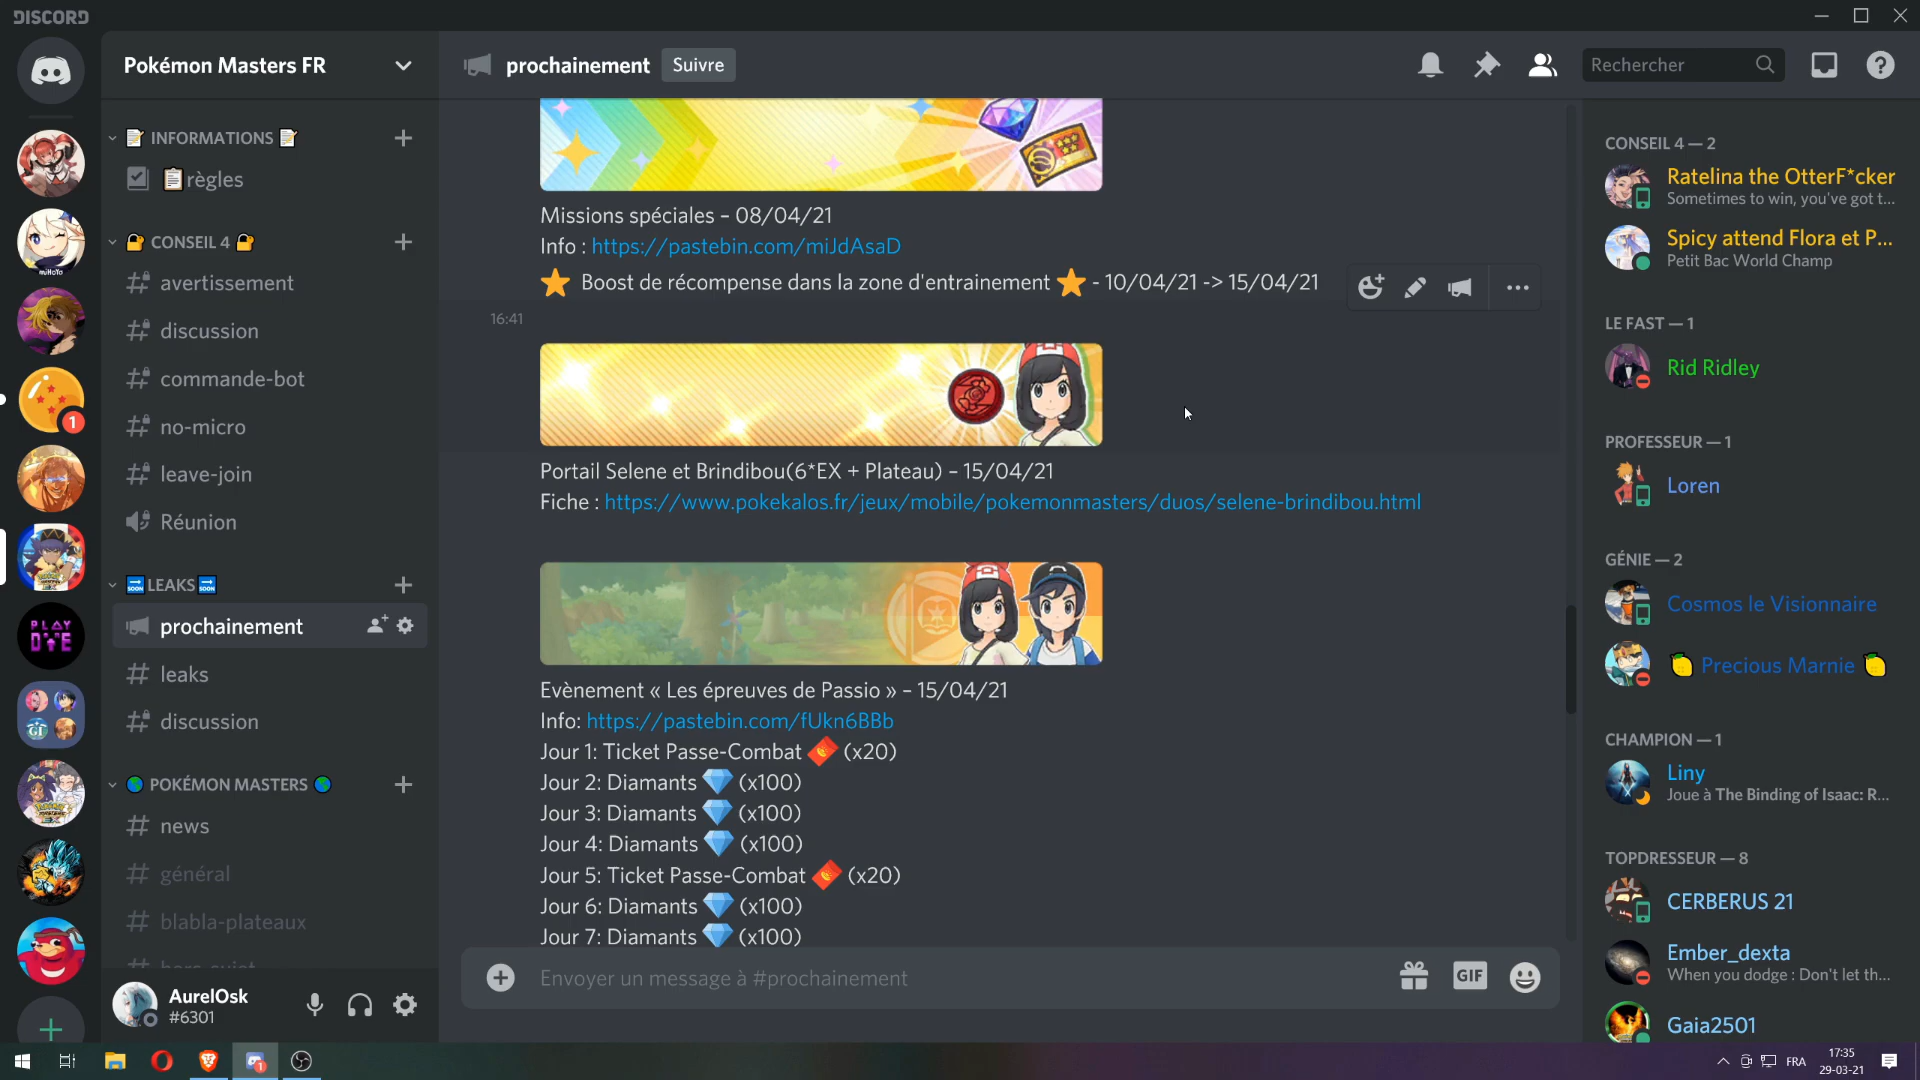 DISCORD
Pokémon Masters FR
prochainement
Suivre
Rechercher
INFORMATIONS
règles
CONSEIL 4
avertissement
discussion
commande-bot
no-micro
leave-join
Réunion
LEAKS
prochainement
leaks
discussion
POKÉMON MASTERS
news
général
blabla-plateaux
AurelOsk
#6301
1
miHoYo
PLAY
Missions spéciales – 08/04/21
Info : https://pastebin.com/miJdAsaD
Boost de récompense dans la zone d'entrainement - 10/04/21 -> 15/04/21
16:41
Portail Selene et Brindibou(6*EX + Plateau) – 15/04/21
Fiche : https://www.pokekalos.fr/jeux/mobile/pokemonmasters/duos/selene-brindibou.html
Evènement « Les épreuves de Passio » – 15/04/21
Info: https://pastebin.com/fUkn6BBb
Jour 1: Ticket Passe-Combat (x20)
Jour 2: Diamants (x100)
Jour 3: Diamants (x100)
Jour 4: Diamants (x100)
Jour 5: Ticket Passe-Combat (x20)
Jour 6: Diamants (x100)
Jour 7: Diamants (x100)
Envoyer un message à #prochainement
GIF
CONSEIL 4 — 2
Ratelina the OtterF*cker
Sometimes to win, you've got t...
Spicy attend Flora et P...
Petit Bac World Champ
LE FAST — 1
Rid Ridley
PROFESSEUR — 1
Loren
GÉNIE — 2
Cosmos le Visionnaire
Precious Marnie
CHAMPION — 1
Liny
Joue à The Binding of Isaac: R...
TOPDRESSEUR — 8
CERBERUS 21
Ember_dexta
When you dodge : Don't let th...
Gaia2501
FRA
17:35
29-03-21